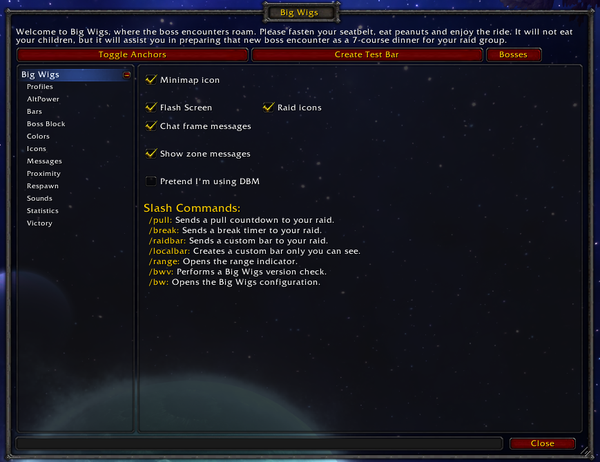 Big Wigs
Welcome to Big Wigs, where the boss encounters roam. Please fasten your seatbelt, eat peanuts and enjoy the ride. It will not eat
your children, but it will assist you in preparing that new boss encounter as a 7-course dinner for your raid group.
Toggle Anchors
Create Test Bar
Bosses
Big Wigs
Profiles
AltPower
Bars
Boss Block
Colors
Icons
Messages
Proximity
Respawn
Sounds
Statistics
Victory
Minimap icon
Flash Screen
Raid icons
Chat frame messages
Show zone messages
Pretend I'm using DBM
Slash Commands:
/pull: Sends a pull countdown to your raid.
/break: Sends a break timer to your raid.
/raidbar: Sends a custom bar to your raid.
/localbar: Creates a custom bar only you can see.
/range: Opens the range indicator.
/bwv: Performs a Big Wigs version check.
/bw: Opens the Big Wigs configuration.
Close